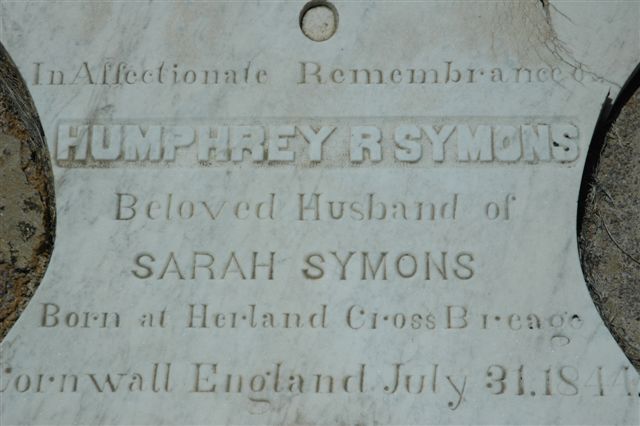 In Affectionate Remembrance of
HUMPHREY R SYMONS
Beloved Husband of
SARAH SYMONS
Born at Herland Cross Breage
Cornwall England July 31. 1844.